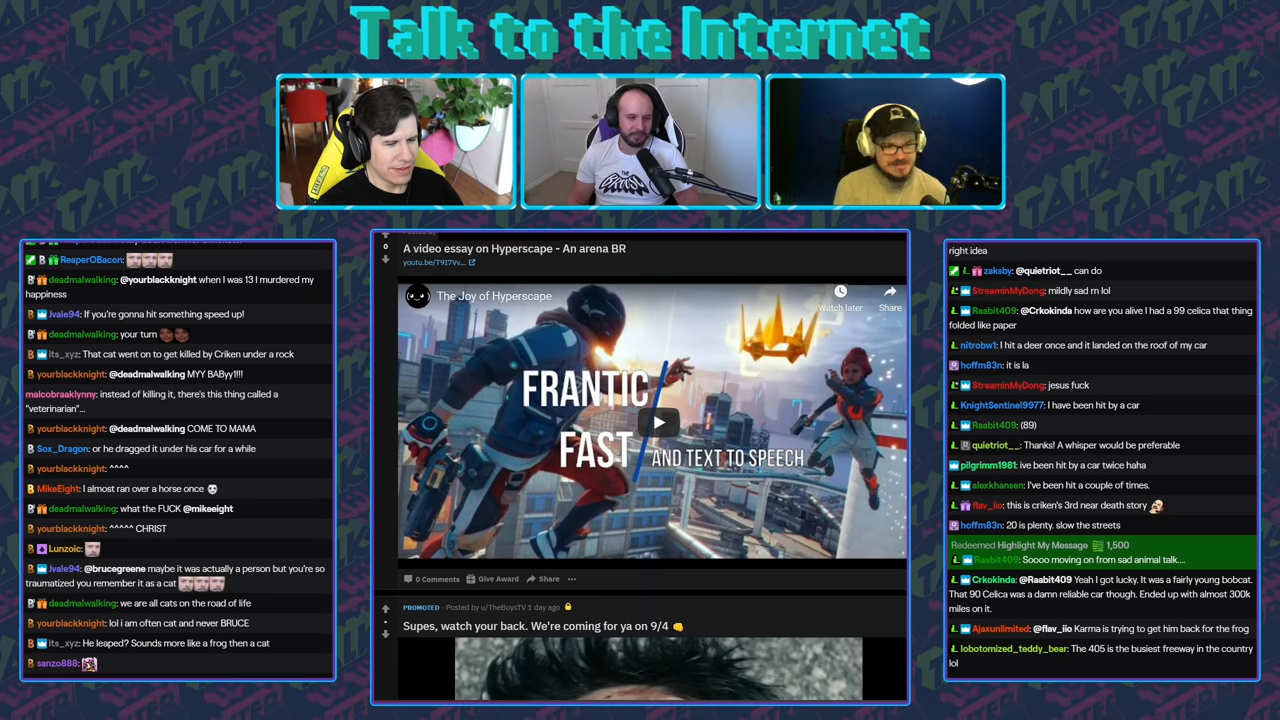 Talk to the Internet
ReaperOBacon:
deadmalwalking: @yourblackknight when I was 13 I murdered my
happiness
Jvale94: If you're gonna hit something speed up!
deadmalwalking: your turn
its_xyz: That cat went on to get killed by Criken under a rock
yourblackknight: @deadmalwalking MYY BAByy1!!!
malcobraaklynny: instead of killing it, there's this thing called a
"veterinarian"...
yourblackknight: @deadmalwalking COME TO MAMA
Sox_Dragon: or he dragged it under his car for a while
yourblackknight: ^^^^
MikeEight: I almost ran over a horse once
deadmalwalking: what the FUCK @mikeeight
yourblackknight: ^^^^^ CHRIST
Lunzoic:
Jvale94: @brucegreene maybe it was actually a person but you're so
traumatized you remember it as a cat
deadmalwalking: we are all cats on the road of life
yourblackknight: lol i am often cat and never BRUCE
its_xyz: He leaped? Sounds more like a frog then a cat
sanzo888:
0
A video essay on Hyperscape - An arena BR
youtu.be/T9I7Vv...
The Joy of Hyperscape
Watch later
Share
FRANTIC
FAST
AND TEXT TO SPEECH
0 Comments Give Award Share ...
PROMOTED · Posted by u/TheBoysTV 1 day ago
Supes, watch your back. We're coming for ya on 9/4
right idea
zaksby: @quietriot__ can do
StreaminMyDong: mildly sad rn lol
Raabit409: @Crkokinda how are you alive I had a 99 celica that thing
folded like paper
nitrobw1: I hit a deer once and it landed on the roof of my car
hoffm83n: it is la
StreaminMyDong: jesus fuck
KnightSentinel9977: I have been hit by a car
Raabit409: (89)
quietriot__: Thanks! A whisper would be preferable
pilgrimm1981: ive been hit by a car twice haha
alexkhansen: I've been hit a couple of times.
flav_iio: this is criken's 3rd near death story
hoffm83n: 20 is plenty. slow the streets
Redeemed Highlight My Message 1,500
Raabit409: Soooo moving on from sad animal talk....
Crkokinda: @Raabit409 Yeah I got lucky. It was a fairly young bobcat.
That 90 Celica was a damn reliable car though. Ended up with almost 300k
miles on it.
Ajaxunlimited: @flav_iio Karma is trying to get him back for the frog
lobotomized_teddy_bear: The 405 is the busiest freeway in the country
lol